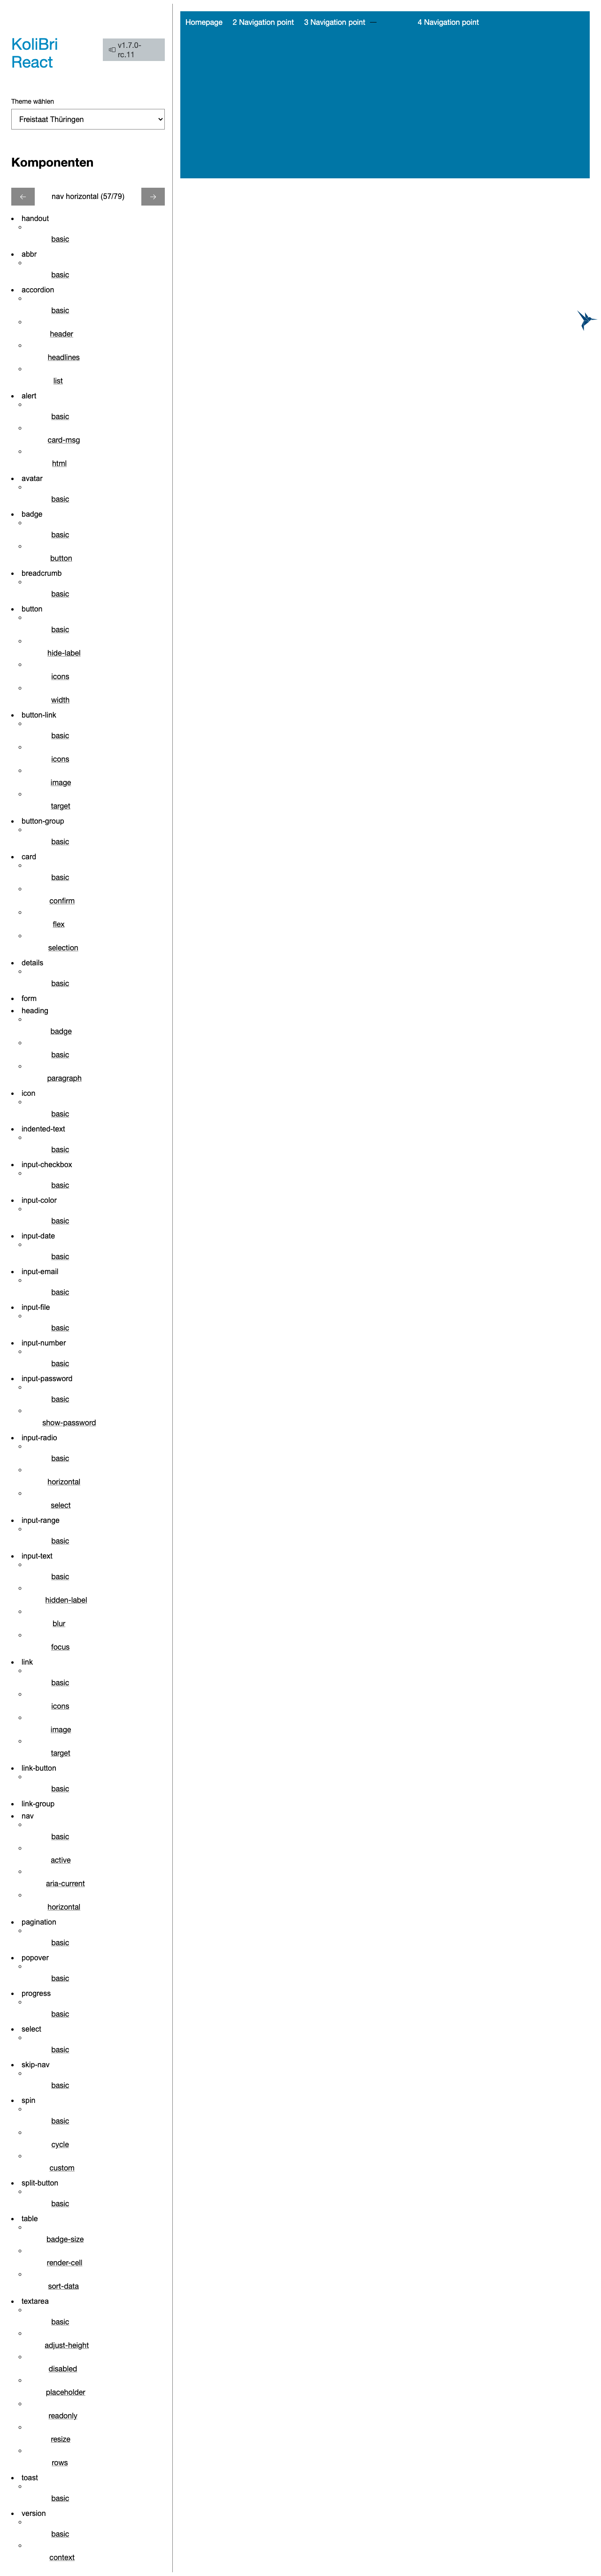 KoliBri
React
v1.7.0-
rc.11
Theme wählen
Freistaat Thüringen
Komponenten
nav horizontal (57/79)
handout
basic
abbr
basic
accordion
basic
header
headlines
list
alert
basic
card-msg
html
avatar
basic
badge
basic
button
breadcrumb
basic
button
basic
hide-label
icons
width
button-link
basic
icons
image
target
button-group
basic
card
basic
confirm
flex
selection
details
basic
form
heading
badge
basic
paragraph
icon
basic
indented-text
basic
input-checkbox
basic
input-color
basic
input-date
basic
input-email
basic
input-file
basic
input-number
basic
input-password
basic
show-password
input-radio
basic
horizontal
select
input-range
basic
input-text
basic
hidden-label
blur
focus
link
basic
icons
image
target
link-button
basic
link-group
nav
basic
active
aria-current
horizontal
pagination
basic
popover
basic
progress
basic
select
basic
skip-nav
basic
spin
basic
cycle
custom
split-button
basic
table
badge-size
render-cell
sort-data
textarea
basic
adjust-height
disabled
placeholder
readonly
resize
rows
toast
basic
version
basic
context
Homepage 2 Navigation point 3 Navigation point 4 Navigation point